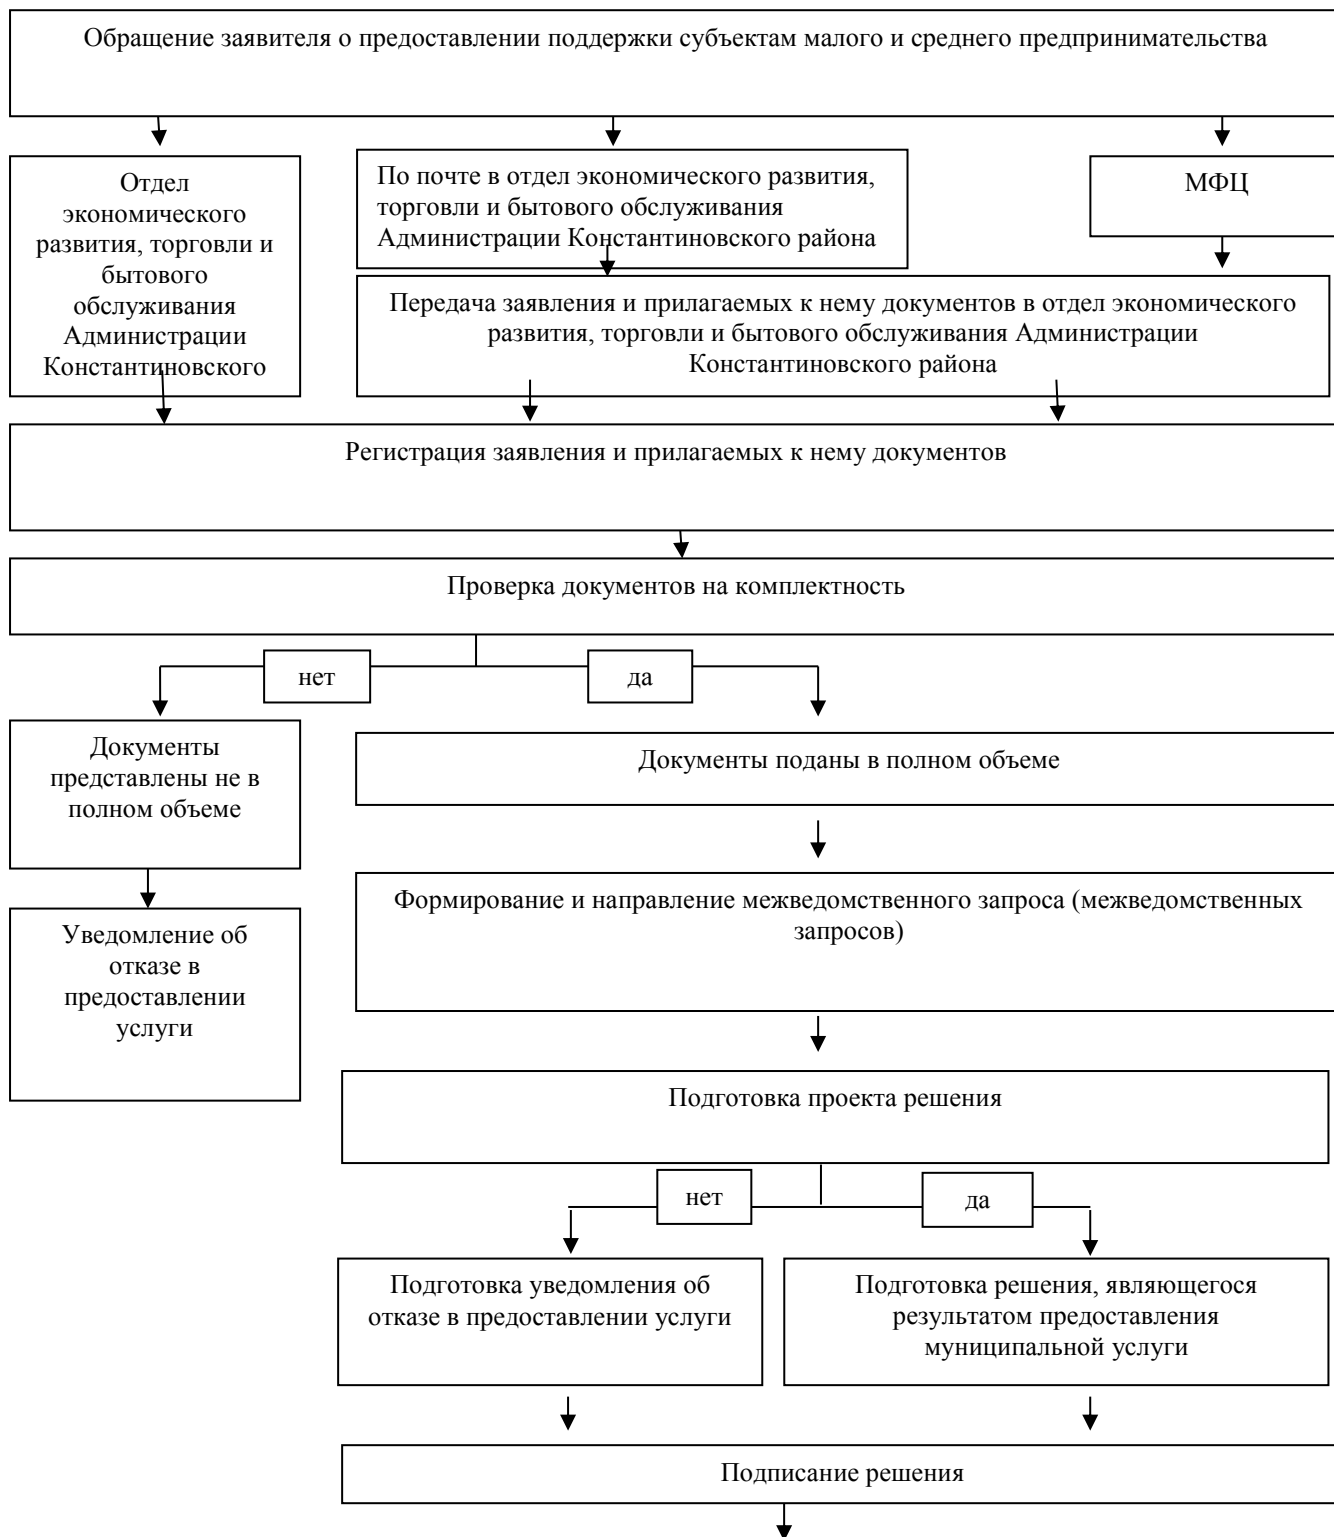 Обращение заявителя о предоставлении поддержки субъектам малого и среднего предпринимательства
Отдел
экономического
развития, торговли и
бытового
обслуживания
Администрации
Константиновского
По почте в отдел экономического развития,
торговли и бытового обслуживания
Администрации Константиновского района
МФЦ
Передача заявления и прилагаемых к нему документов в отдел экономического
развития, торговли и бытового обслуживания Администрации
Константиновского района
Регистрация заявления и прилагаемых к нему документов
Проверка документов на комплектность
нет
да
Документы
представлены не в
полном объеме
Документы поданы в полном объеме
Уведомление об
отказе в
предоставлении
услуги
Формирование и направление межведомственного запроса (межведомственных
запросов)
Подготовка проекта решения
нет
да
Подготовка уведомления об
отказе в предоставлении услуги
Подготовка решения, являющегося
результатом предоставления
муниципальной услуги
Подписание решения